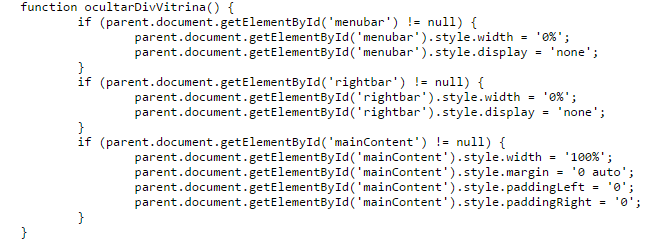 function ocultarDivVitrina() {
if (parent.document.getElementById('menubar') != null) {
parent.document.getElementById('menubar').style.width = '0%';
parent.document.getElementById('menubar').style.display = 'none';
}
if (parent.document.getElementById('rightbar') != null) {
parent.document.getElementById('rightbar').style.width = '0%';
parent.document.getElementById('rightbar').style.display = 'none';
}
if (parent.document.getElementById('mainContent') != null) {
parent.document.getElementById('mainContent').style.width = '100%';
parent.document.getElementById('mainContent').style.margin = '0 auto';
parent.document.getElementById('mainContent').style.paddingLeft = '0';
parent.document.getElementById('mainContent').style.paddingRight = '0';
}
}